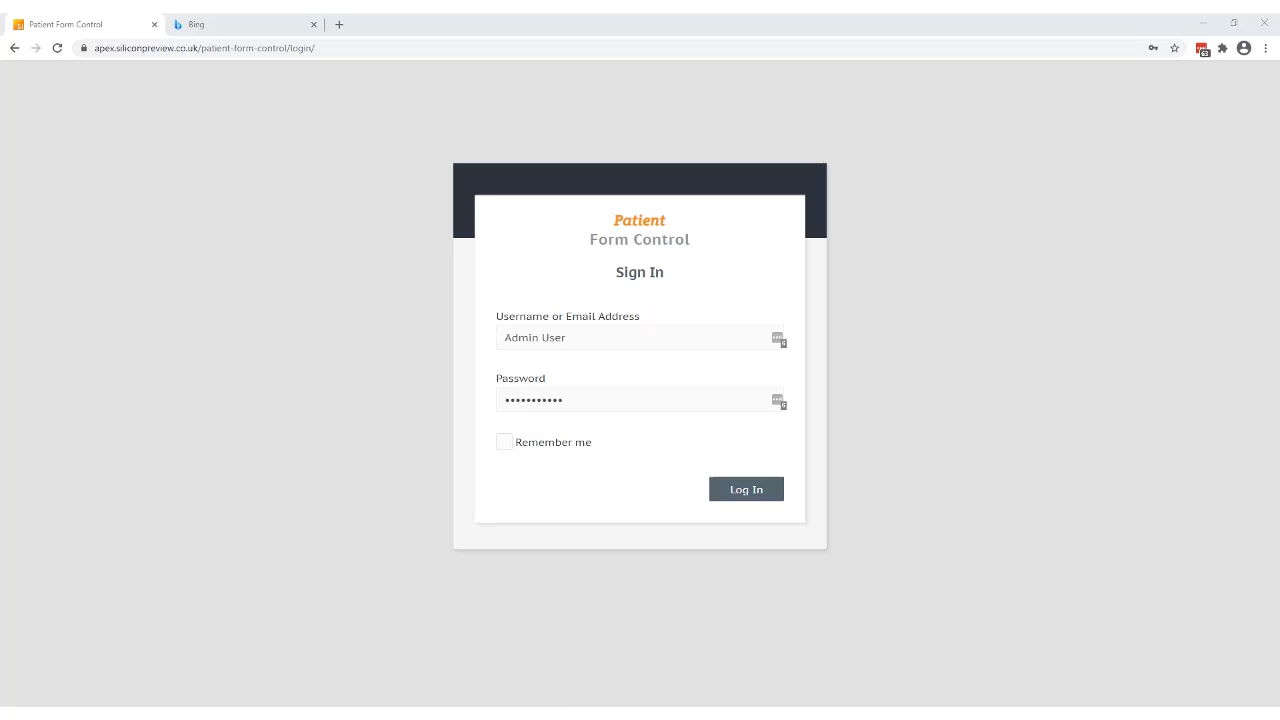 Patient Form Control
Bing
apex.siliconpreview.co.uk/patient-form-control/login/
Patient
Form Control
Sign In
Username or Email Address
Admin User
Password
•••••••••••
Remember me
Log In